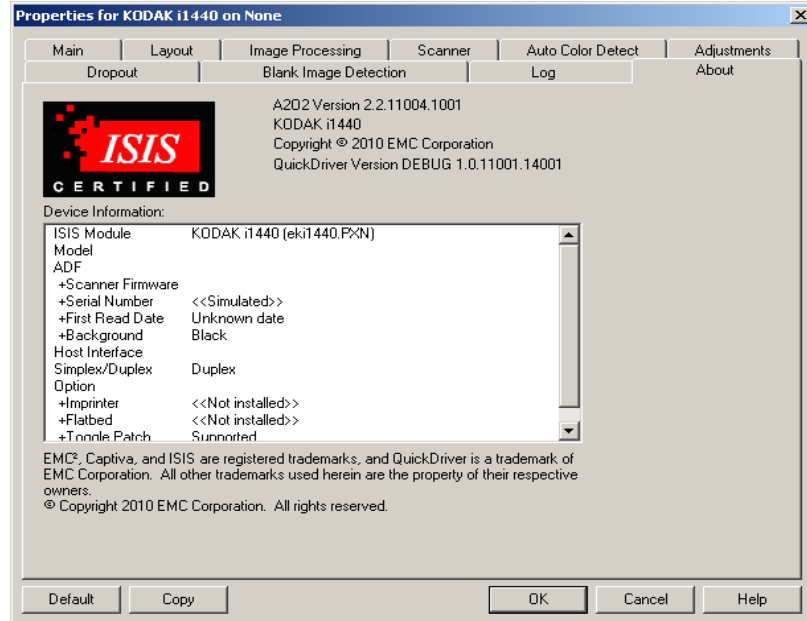 Properties for KODAK i1440 on None
Main Layout Image Processing Scanner Auto Color Detect Adjustments
Dropout Blank Image Detection Log About
ISIS
CERTIFIED
A2O2 Version 2.2.11004.1001
KODAK i1440
Copyright © 2010 EMC Corporation
QuickDriver Version DEBUG 1.0.11001.14001
Device Information:
ISIS Module KODAK i1440 (eki1440.PXN)
Model
ADF
+Scanner Firmware
+Serial Number <<Simulated>>
+First Read Date Unknown date
+Background Black
Host Interface
Simplex/Duplex Duplex
Option
+Imprinter <<Not installed>>
+Flatbed <<Not installed>>
+Toggle Patch Supported
EMC², Captiva, and ISIS are registered trademarks, and QuickDriver is a trademark of
EMC Corporation. All other trademarks used herein are the property of their respective
owners.
© Copyright 2010 EMC Corporation. All rights reserved.
Default Copy OK Cancel Help